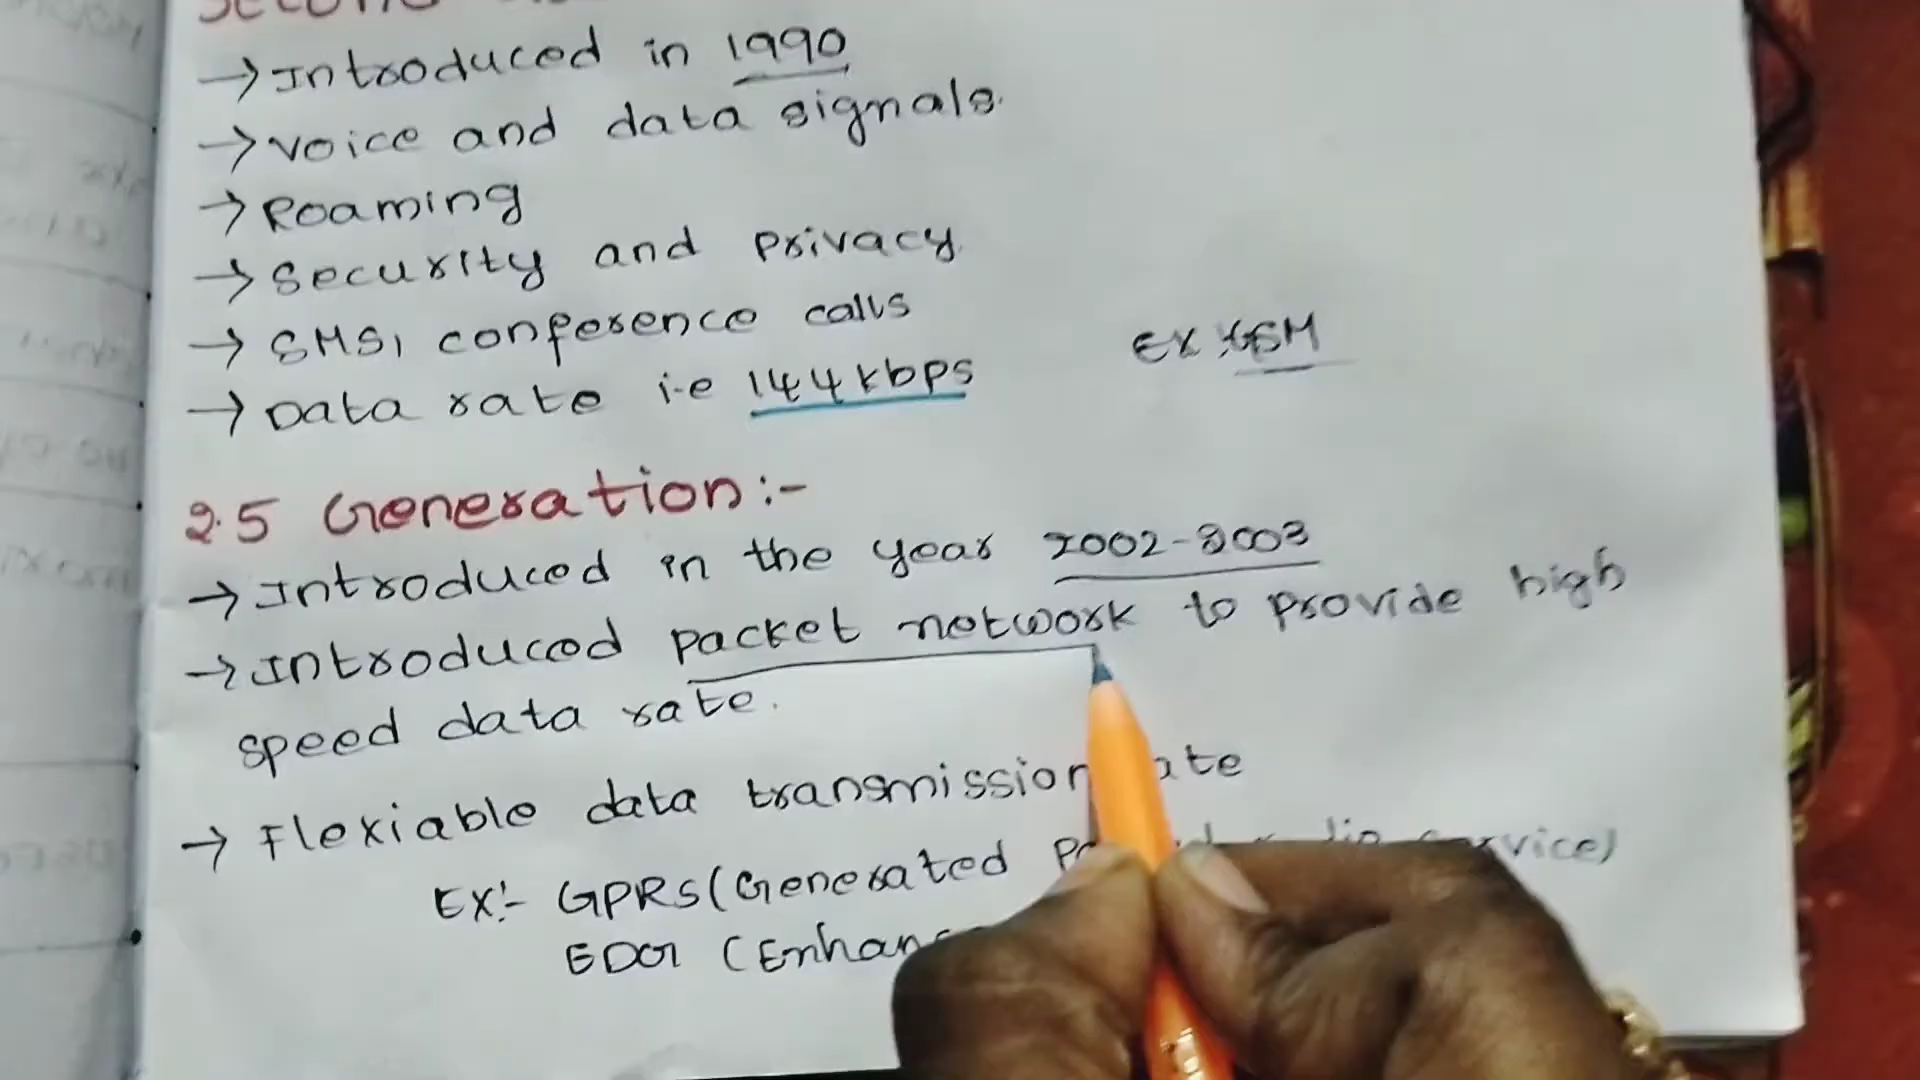 → Introduced in 1990
→ voice and data signals.
→ Roaming
→ Security and privacy.
→ SMS, conference calls
Ex: GSM
→ Data rate i.e 144kbps
2.5 Generation:-
→ Introduced in the year 2002-2003
→ Introduced packet network to provide high
speed data rate.
→ Flexiable data transmission
Ex:- GPRS (Generated
(Enhan